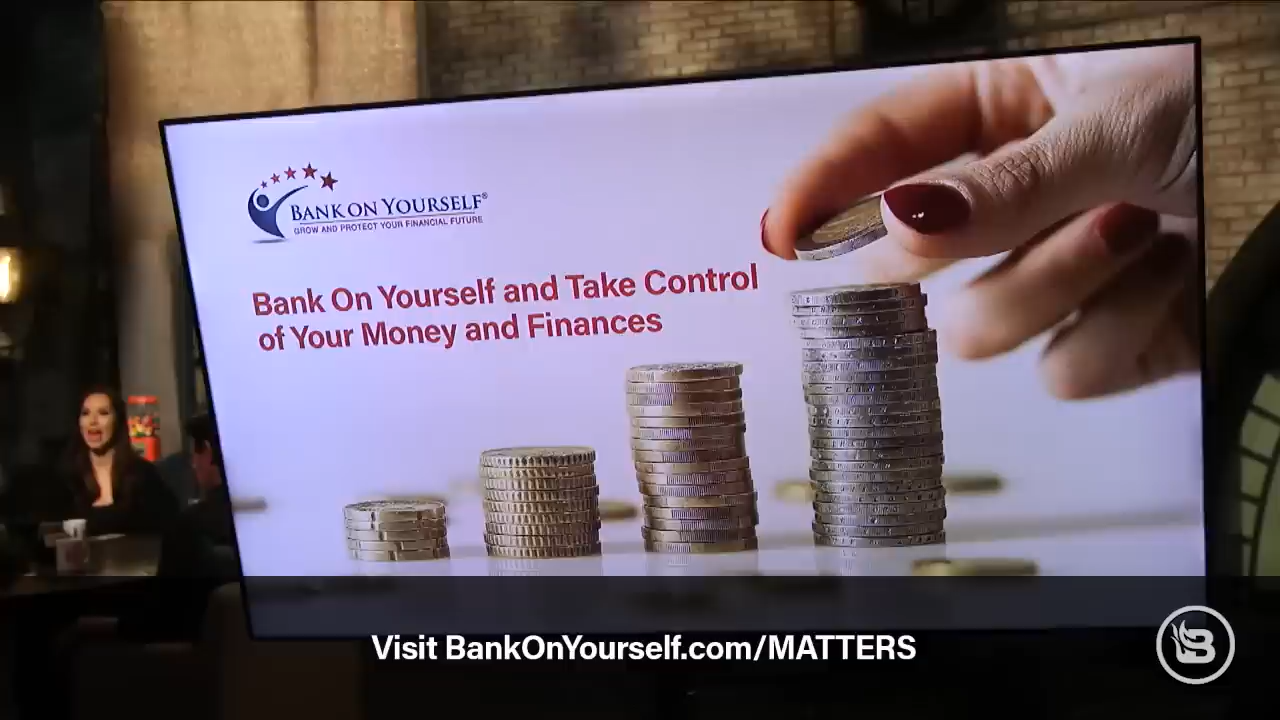 BANK ON YOURSELF®
GROW AND PROTECT YOUR FINANCIAL FUTURE
Bank On Yourself and Take Control
of Your Money and Finances
Visit BankOnYourself.com/MATTERS
B